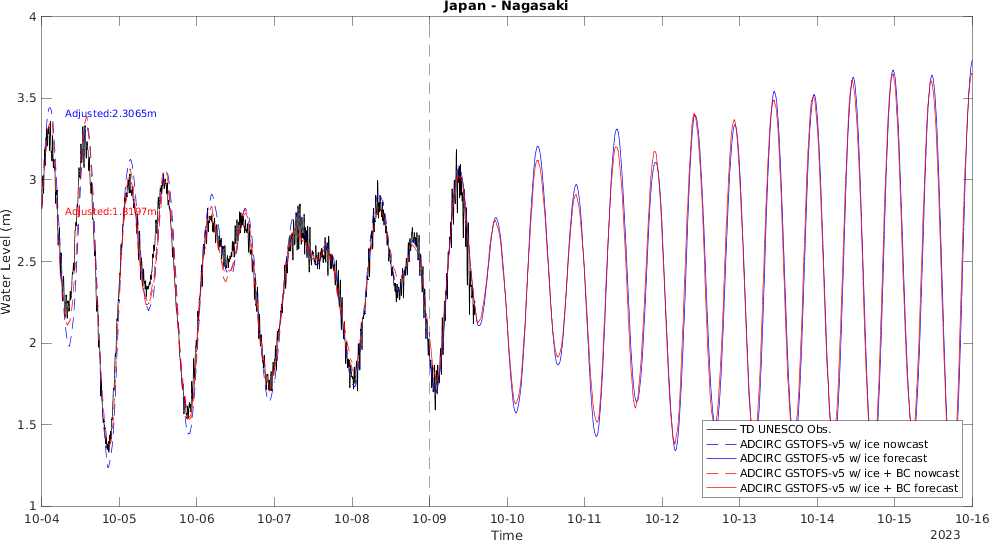 Japan - Nagasaki
4
3.5
3
2.5
2
1.5
1
Water Level (m)
Adjusted:2.3065m
Adjusted:1.8197m
TD UNESCO Obs.
ADCIRC GSTOFS-v5 w/ ice nowcast
ADCIRC GSTOFS-v5 w/ ice forecast
ADCIRC GSTOFS-v5 w/ ice + BC nowcast
ADCIRC GSTOFS-v5 w/ ice + BC forecast
10-04 10-05 10-06 10-07 10-08 10-09 10-10 10-11 10-12 10-13 10-14 10-15 10-16
Time
2023